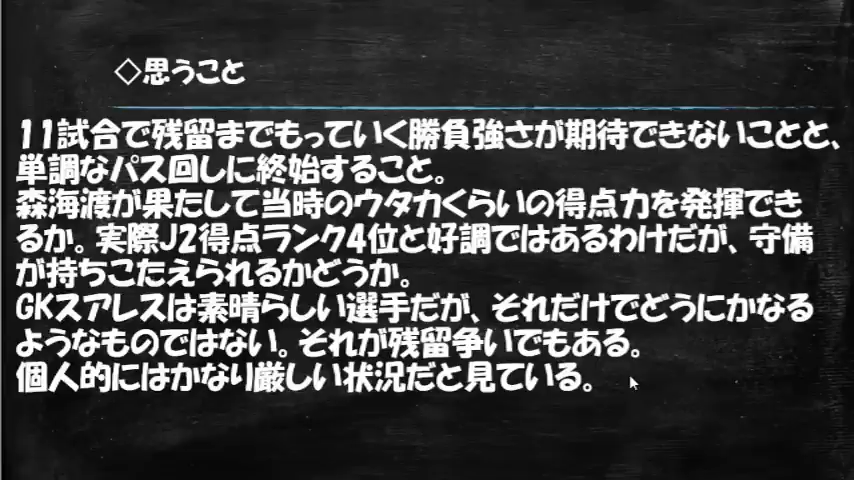 ◇思うこと
11試合で残留までもっていく勝負強さが期待できないことと、
単調なパス回しに終始すること。
森海渡が果たして当時のウタカくらいの得点力を発揮でき
るか。実際J2得点ランク4位と好調ではあるわけだが、守備
が持ちこたえられるかどうか。
GKスアレスは素晴らしい選手だが、それだけでどうにかなる
ようなものではない。それが残留争いでもある。
個人的にはかなり厳しい状況だと見ている。